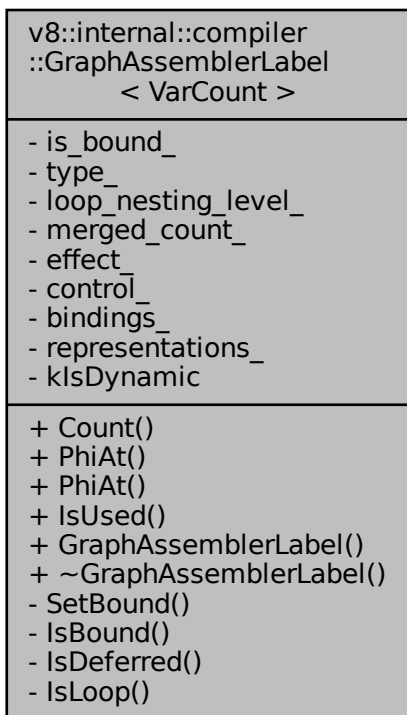 v8::internal::compiler
::GraphAssemblerLabel
< VarCount >
- is_bound_
- type_
- loop_nesting_level_
- merged_count_
- effect_
- control_
- bindings_
- representations_
- kIsDynamic
+ Count()
+ PhiAt()
+ PhiAt()
+ IsUsed()
+ GraphAssemblerLabel()
+ ~GraphAssemblerLabel()
- SetBound()
- IsBound()
- IsDeferred()
- IsLoop()